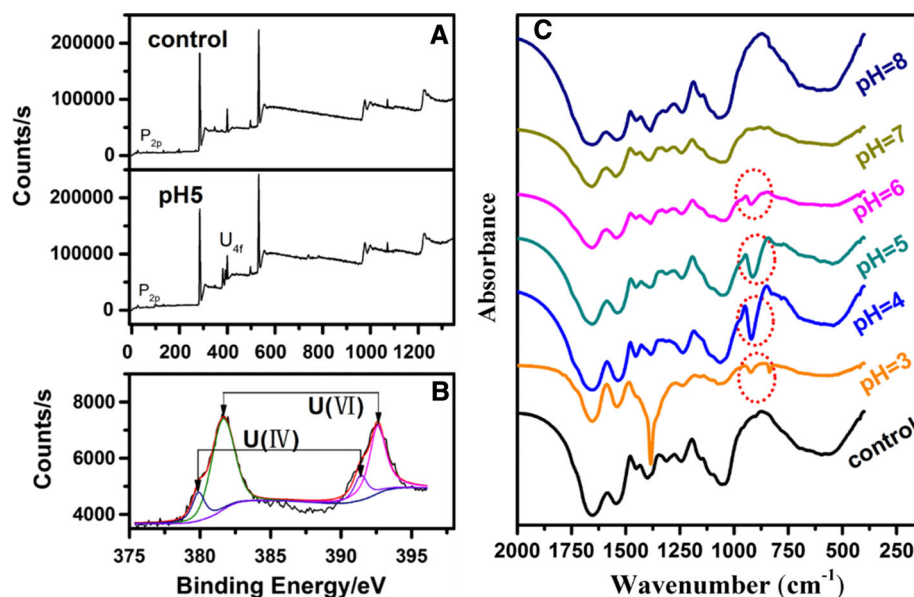 A
200000
control
100000
P2p
0
pH5
200000
U4f
100000
P2p
0
0 200 400 600 800 1000 1200
Counts/s
B
8000
U(Ⅵ)
U(Ⅳ)
6000
4000
Counts/s
375 380 385 390 395
Binding Energy/eV
C
pH=8
pH=7
pH=6
pH=5
pH=4
pH=3
control
Absorbance
2000 1750 1500 1250 1000 750 500 250
Wavenumber (cm-1)